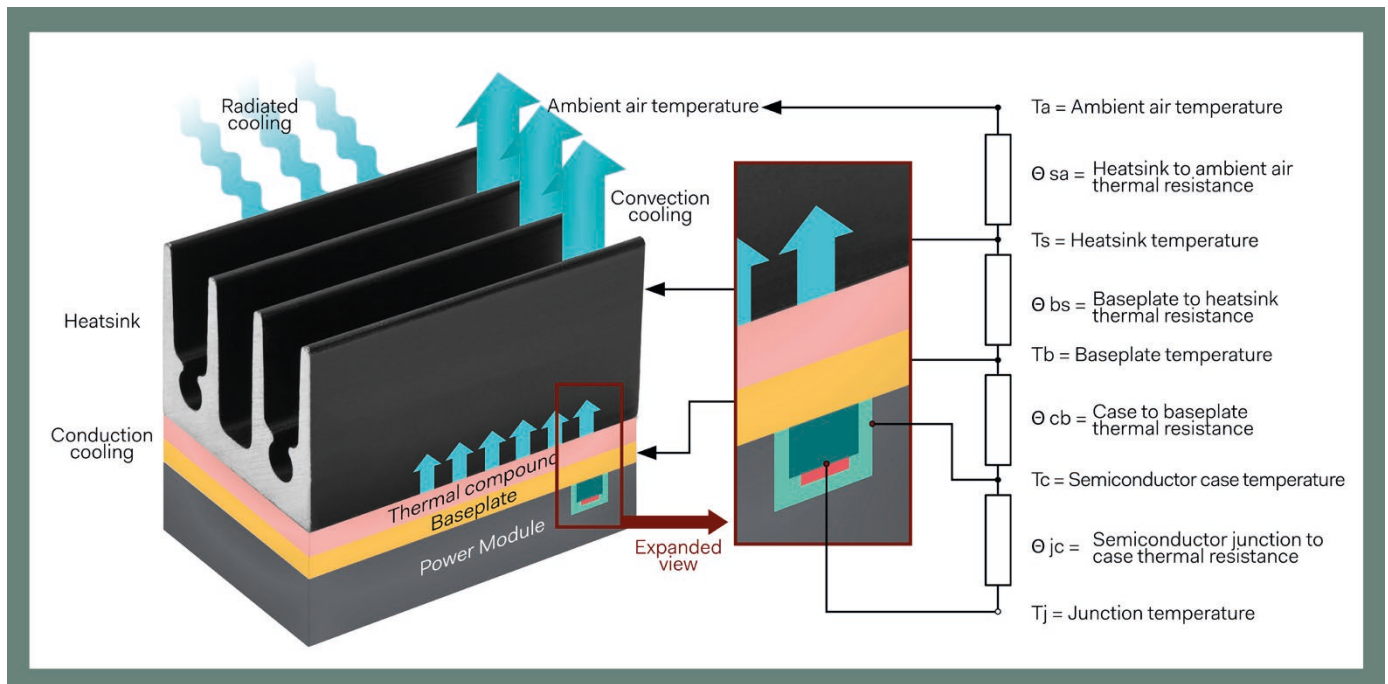 Radiated
cooling
Ambient air temperature
Convection
cooling
Heatsink
Conduction
cooling
Thermal compound
Baseplate
Power Module
Expanded
view
Ta = Ambient air temperature
Θ sa = Heatsink to ambient air
thermal resistance
Ts = Heatsink temperature
Θ bs = Baseplate to heatsink
thermal resistance
Tb = Baseplate temperature
Θ cb = Case to baseplate
thermal resistance
Tc = Semiconductor case temperature
Θ jc = Semiconductor junction to
case thermal resistance
Tj = Junction temperature